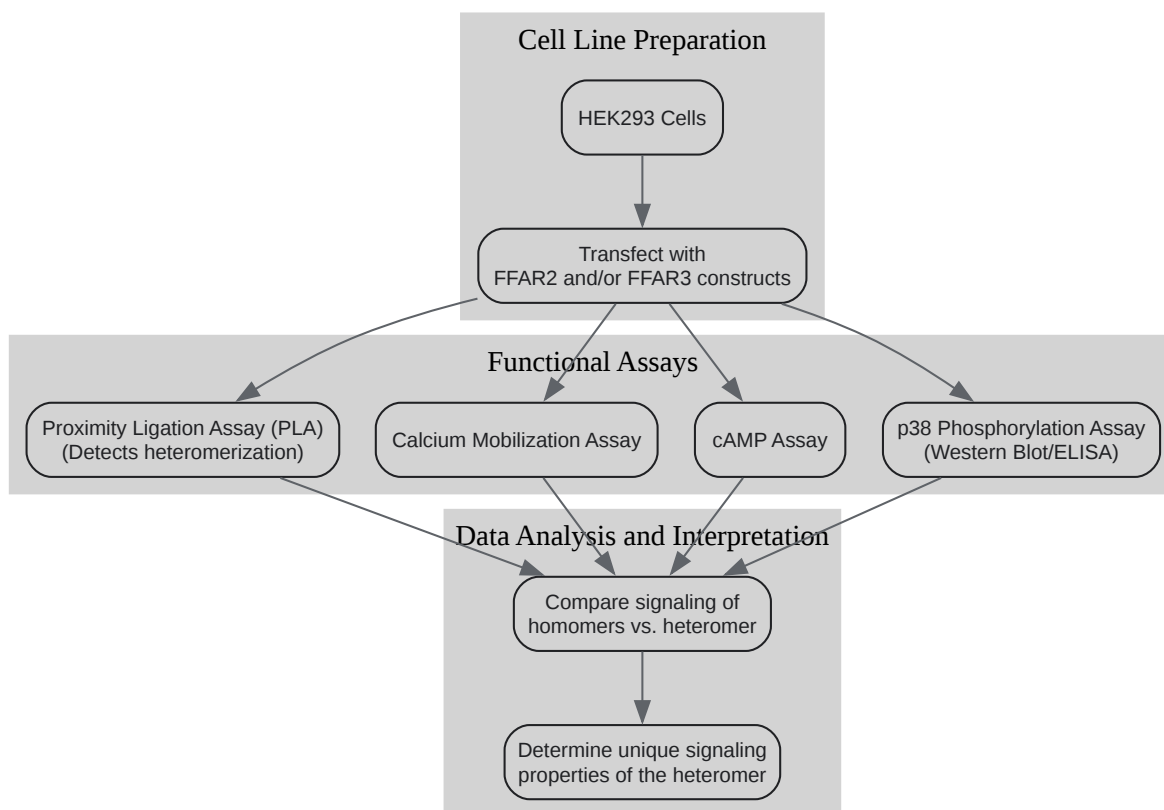 Cell Line Preparation
HEK293 Cells
Transfect with
FFAR2 and/or FFAR3 constructs
Functional Assays
Proximity Ligation Assay (PLA)
(Detects heteromerization)
Calcium Mobilization Assay
cAMP Assay
p38 Phosphorylation Assay
(Western Blot/ELISA)
Data Analysis and Interpretation
Compare signaling of
homomers vs. heteromer
Determine unique signaling
properties of the heteromer